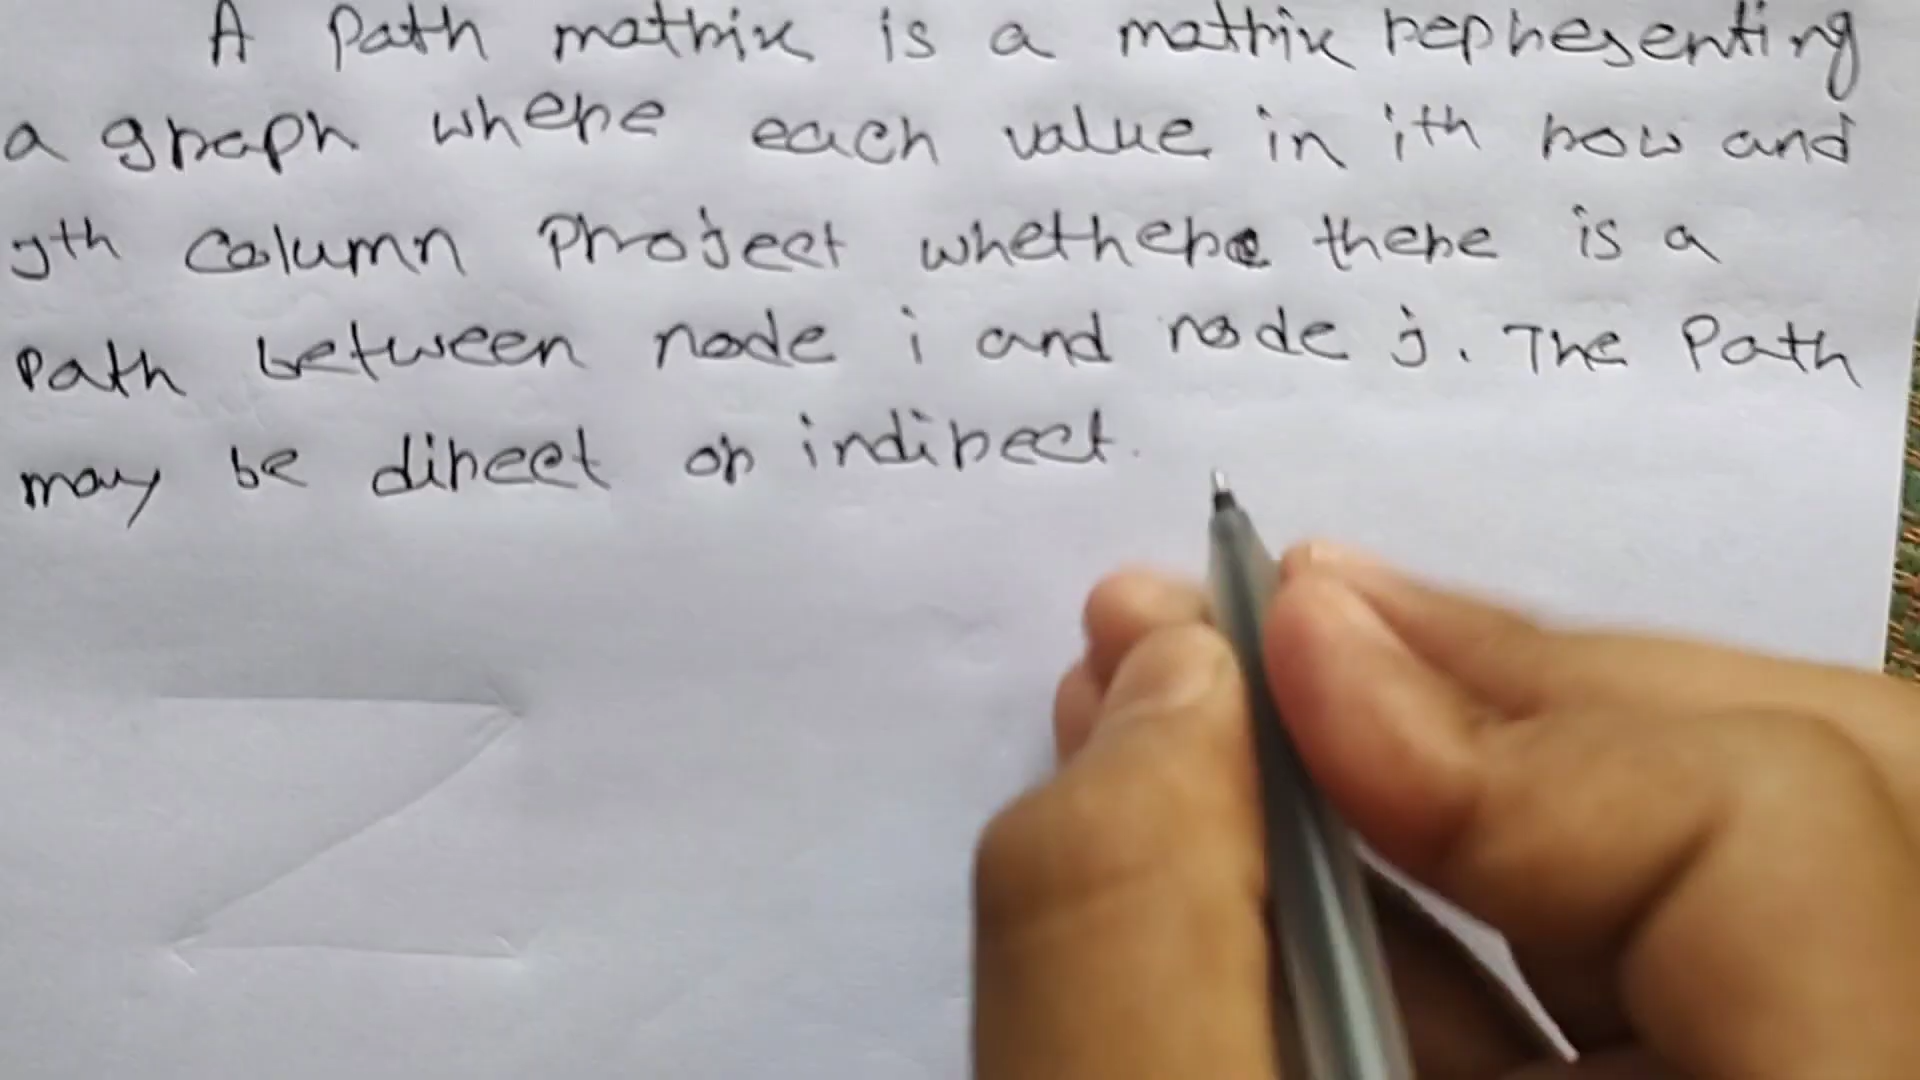 A path matrix is a matrix representing
a graph where each value in ith row and
jth Column Project whethere there is a
Path between node i and node j. The Path
may be direct or indirect.